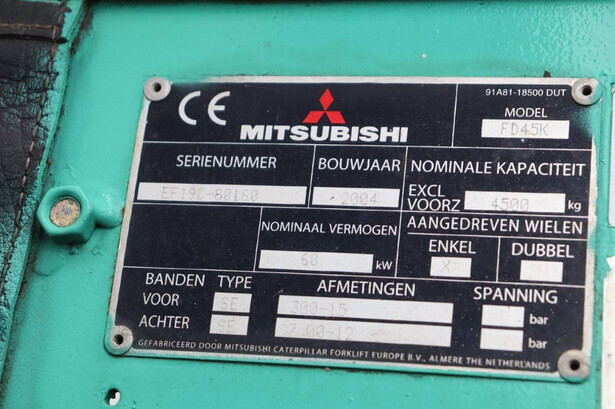 91A81-18500 DUT
CE
MITSUBISHI
MODEL
FD45K
SERIENUMMER
BOUWJAAR
NOMINALE KAPACITEIT
EF19C-80160
2004
EXCL VOORZ
4500 kg
NOMINAAL VERMOGEN
60 kW
AANGEDREVEN WIELEN
ENKEL
DUBBEL
X
BANDEN TYPE
AFMETINGEN
SPANNING
VOOR SE 300-15 bar
ACHTER SE 7.00-12 bar
GEFABRICEERD DOOR MITSUBISHI CATERPILLAR FORKLIFT EUROPE B.V., ALMERE THE NETHERLANDS